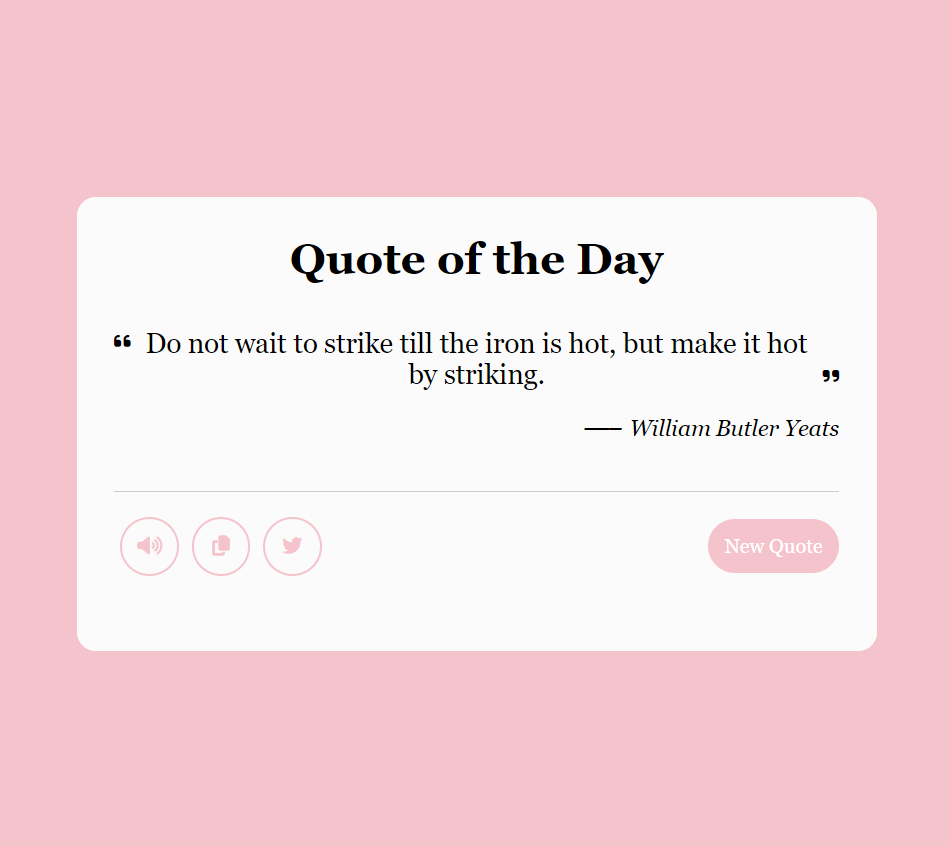 Quote of the Day
“ Do not wait to strike till the iron is hot, but make it hot
by striking. ”
—— William Butler Yeats
New Quote